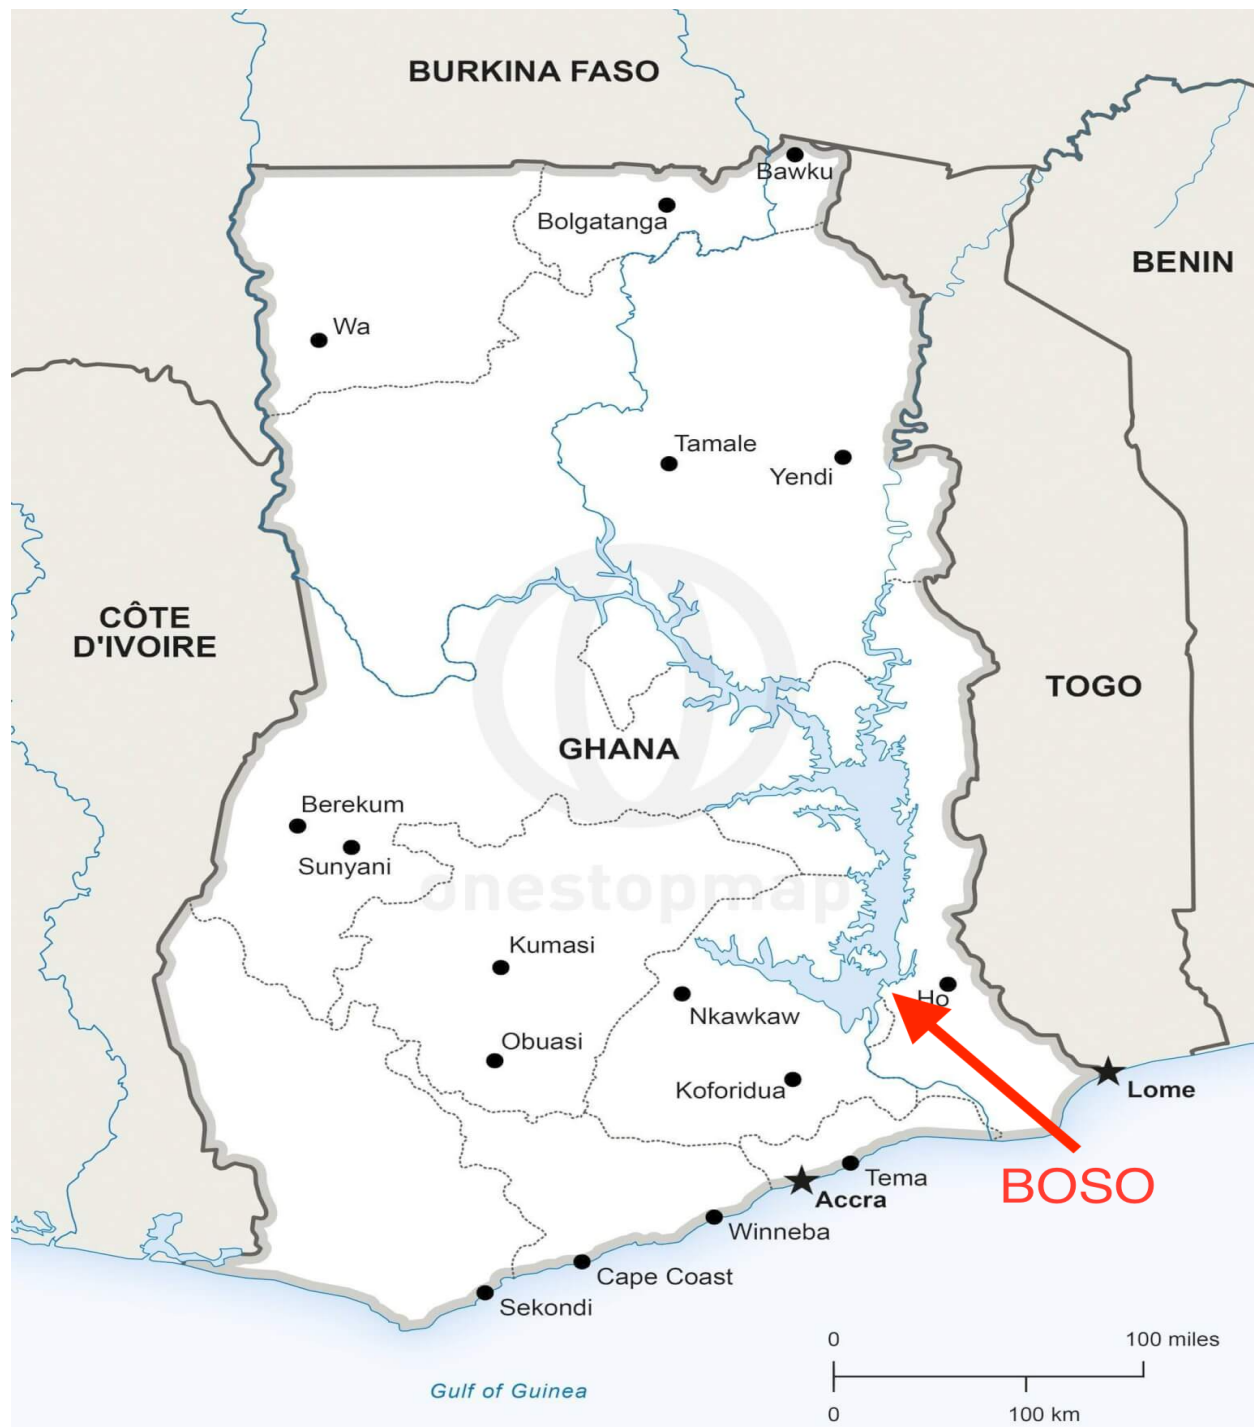 BURKINA FASO
Bawku
Bolgatanga
BENIN
Wa
Tamale
Yendi
CÔTE
D'IVOIRE
TOGO
GHANA
Berekum
Sunyani
onestopmap
Kumasi
Ho
Nkawkaw
Obuasi
Koforidua
Lome
Tema
BOSO
Accra
Winneba
Cape Coast
Sekondi
0 100 miles
Gulf of Guinea
0 100 km